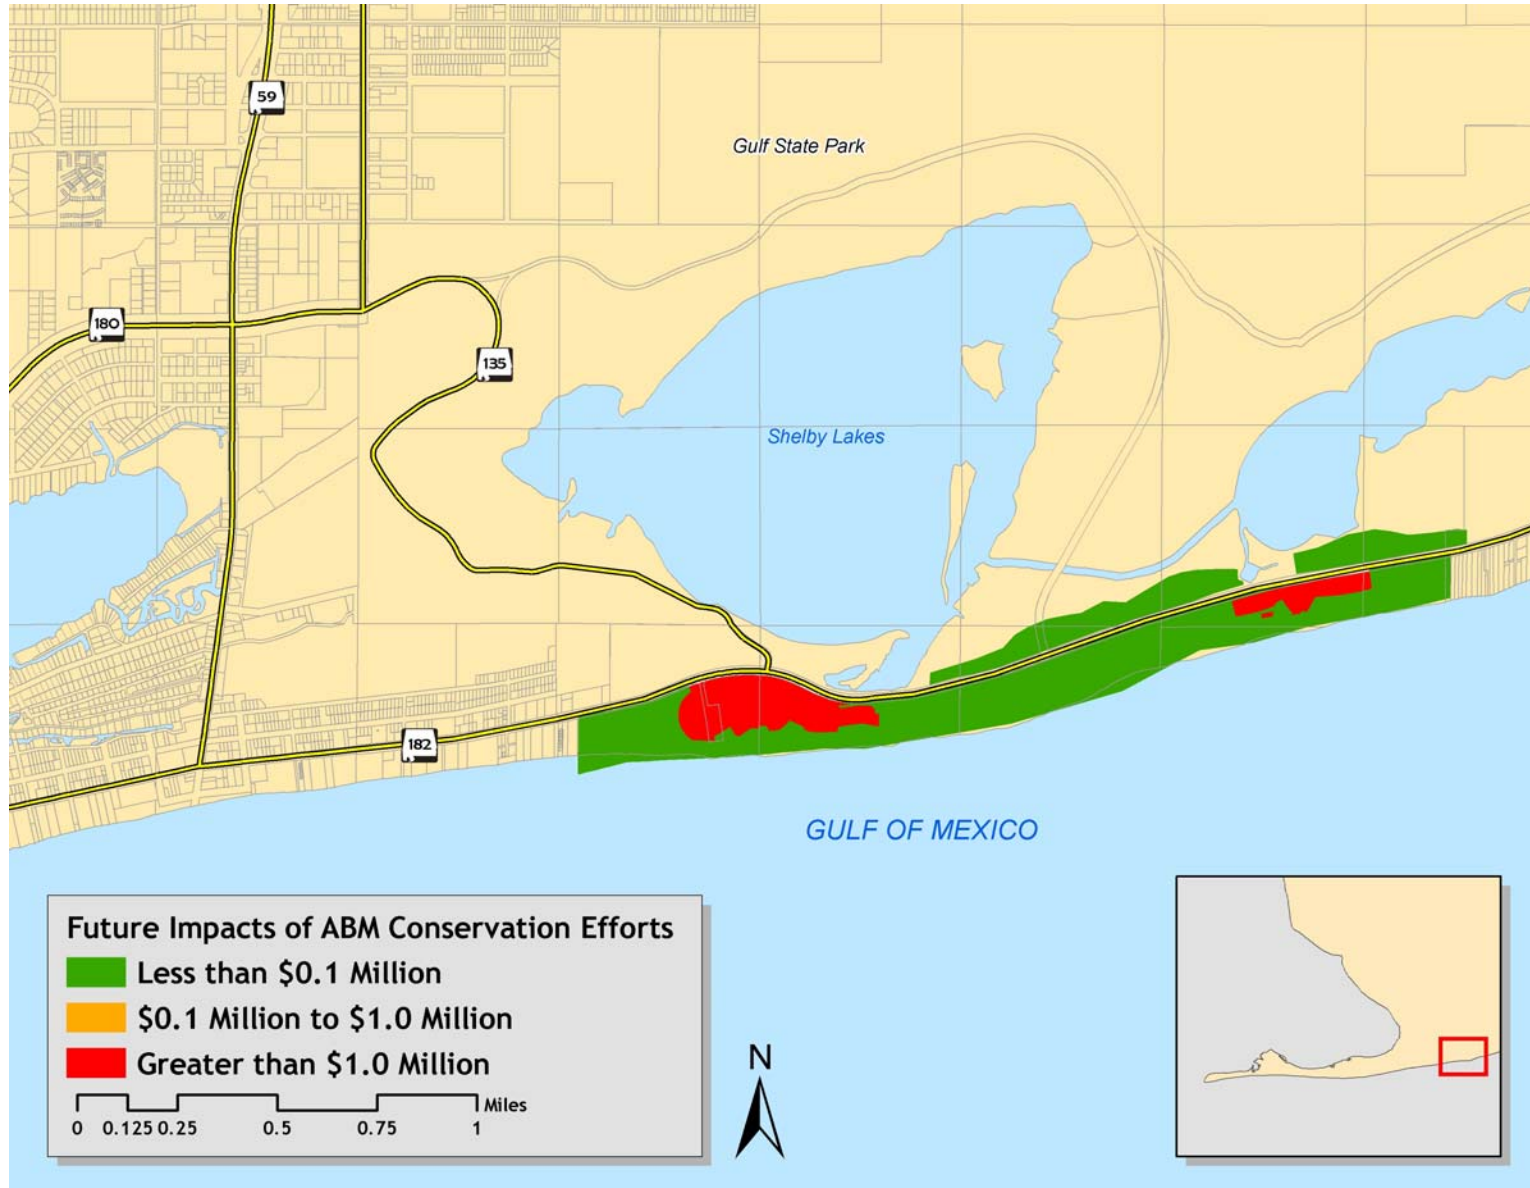 59
Gulf State Park
180
135
Shelby Lakes
182
GULF OF MEXICO
Future Impacts of ABM Conservation Efforts
Less than $0.1 Million
$0.1 Million to $1.0 Million
Greater than $1.0 Million
Miles
0 0.125 0.25 0.5 0.75 1
N